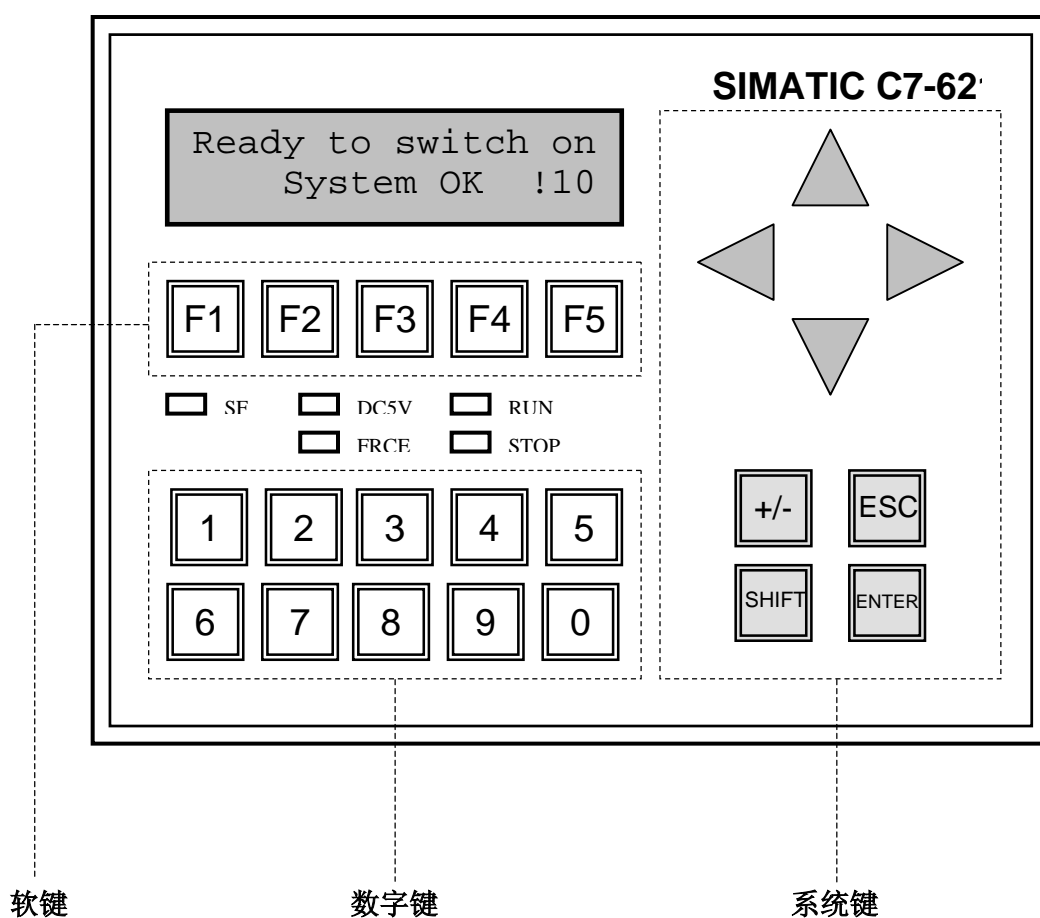 SIMATIC C7-621
Ready to switch on
System OK !10
F1 F2 F3 F4 F5
SF DC5V RUN
FRCE STOP
1 2 3 4 5
+/- ESC
6 7 8 9 0
SHIFT ENTER
软键 数字键 系统键